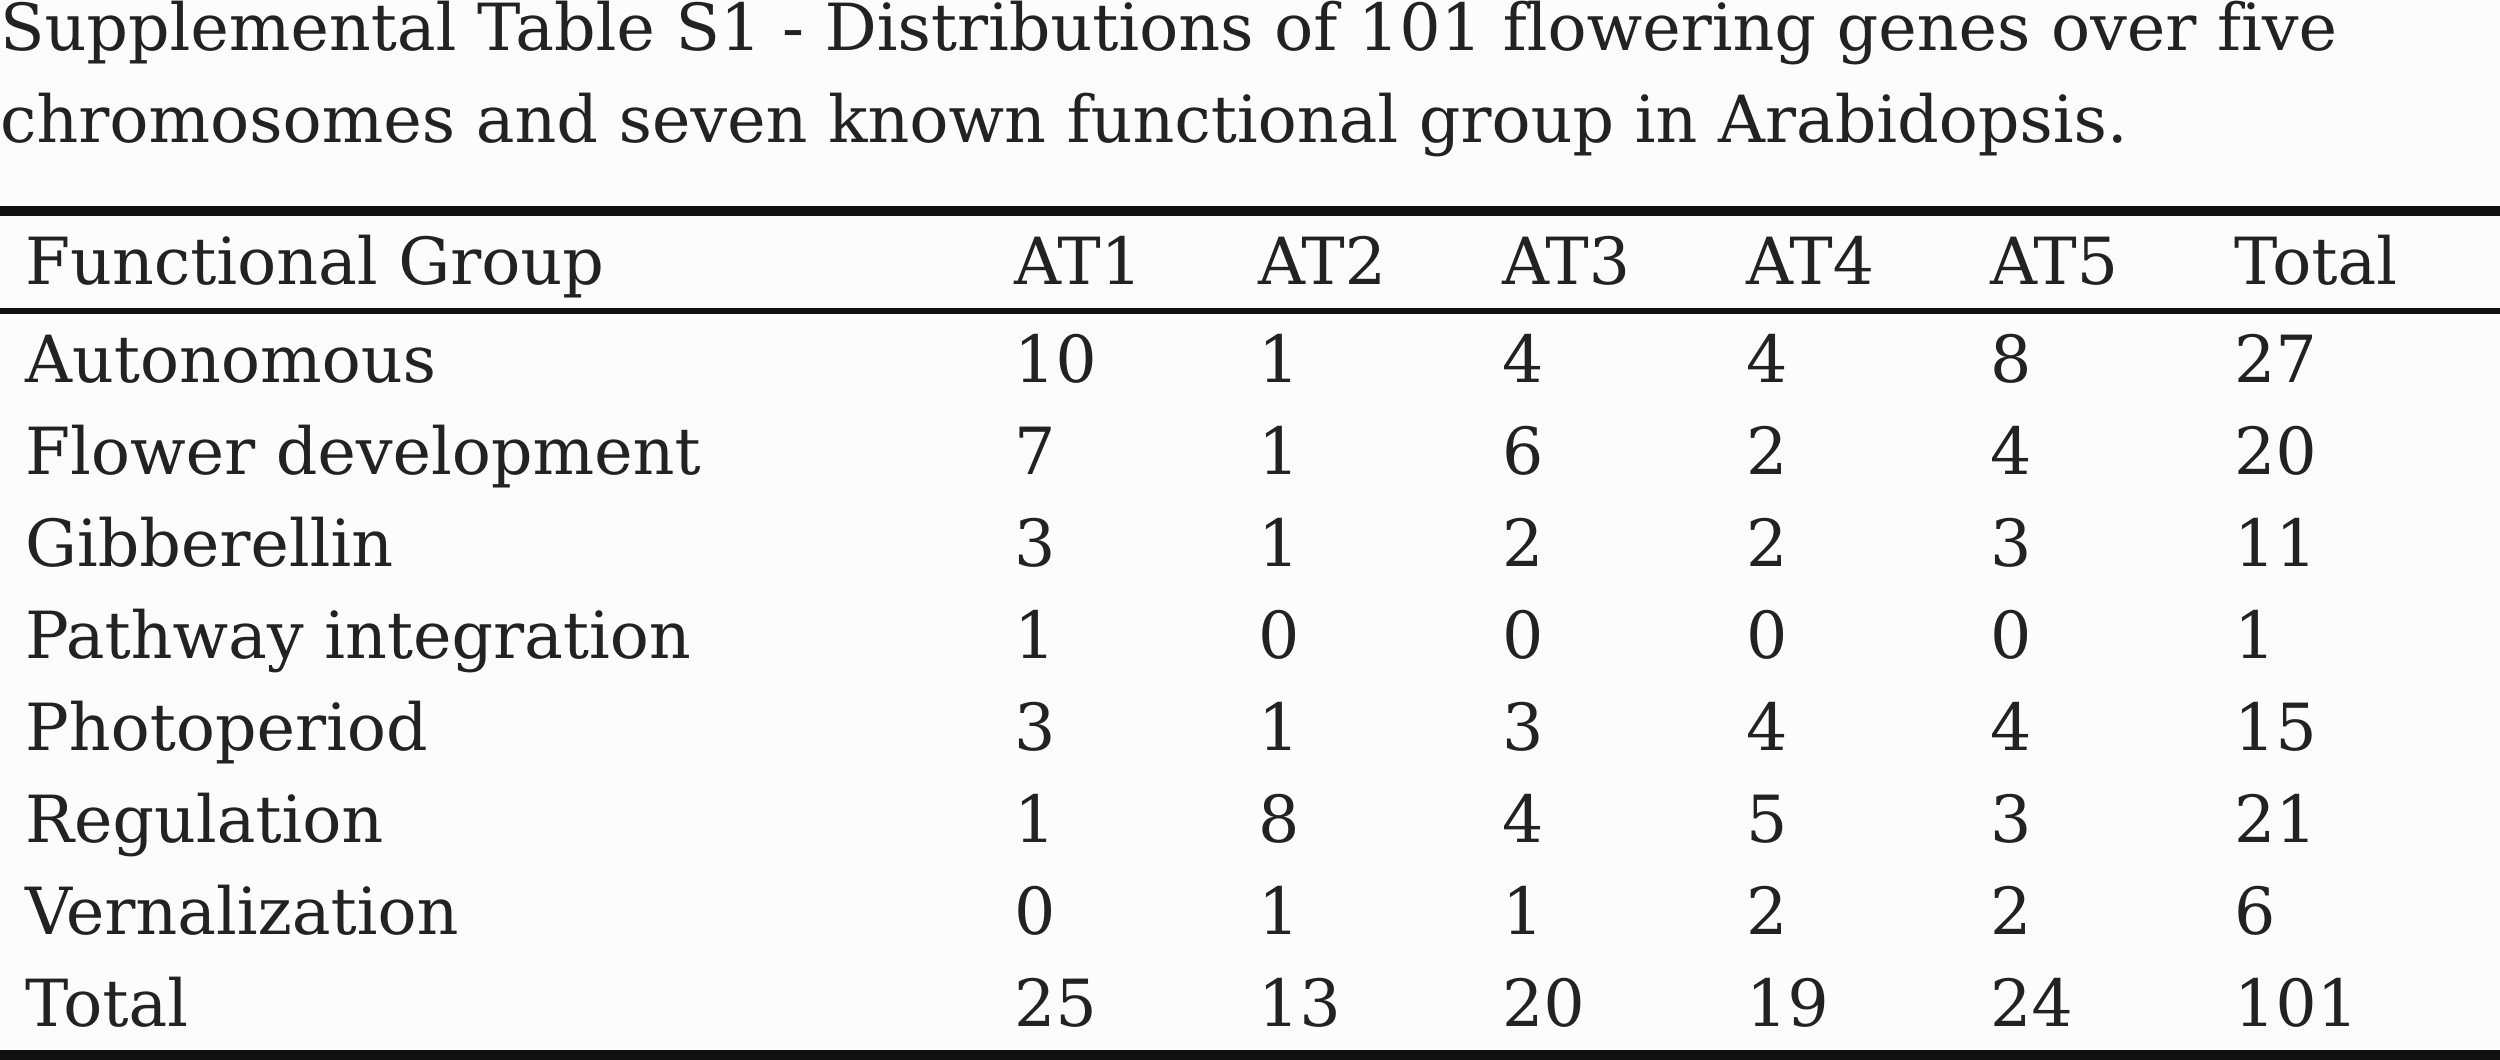 Supplemental Table S1 - Distributions of 101 flowering genes over five
chromosomes and seven known functional group in Arabidopsis.
Functional Group AT1 AT2 AT3 AT4 AT5 Total
Autonomous 10 1 4 4 8 27
Flower development 7 1 6 2 4 20
Gibberellin 3 1 2 2 3 11
Pathway integration 1 0 0 0 0 1
Photoperiod 3 1 3 4 4 15
Regulation 1 8 4 5 3 21
Vernalization 0 1 1 2 2 6
Total 25 13 20 19 24 101